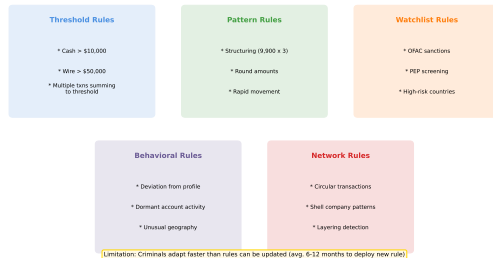 Threshold Rules
* Cash > $10,000
* Wire > $50,000
* Multiple txns summing
to threshold
Pattern Rules
* Structuring (9,900 x 3)
* Round amounts
* Rapid movement
Watchlist Rules
* OFAC sanctions
* PEP screening
* High-risk countries
Behavioral Rules
* Deviation from profile
* Dormant account activity
* Unusual geography
Network Rules
* Circular transactions
* Shell company patterns
* Layering detection
Limitation: Criminals adapt faster than rules can be updated (avg. 6-12 months to deploy new rule)